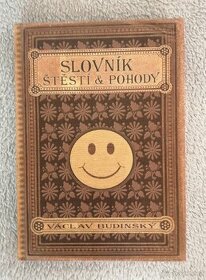 SLOVNÍK
ŠTĚSTÍ & POHODY
VÁCLAV BUDINSKÝ